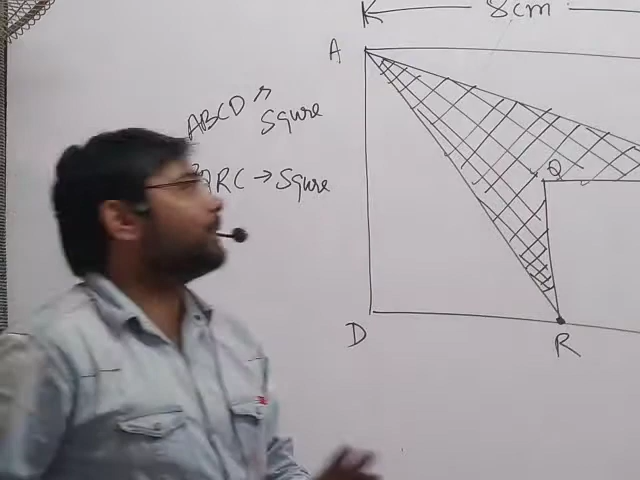 8cm
A
ABCD →
Squre
RC → Squre
Q
D
R